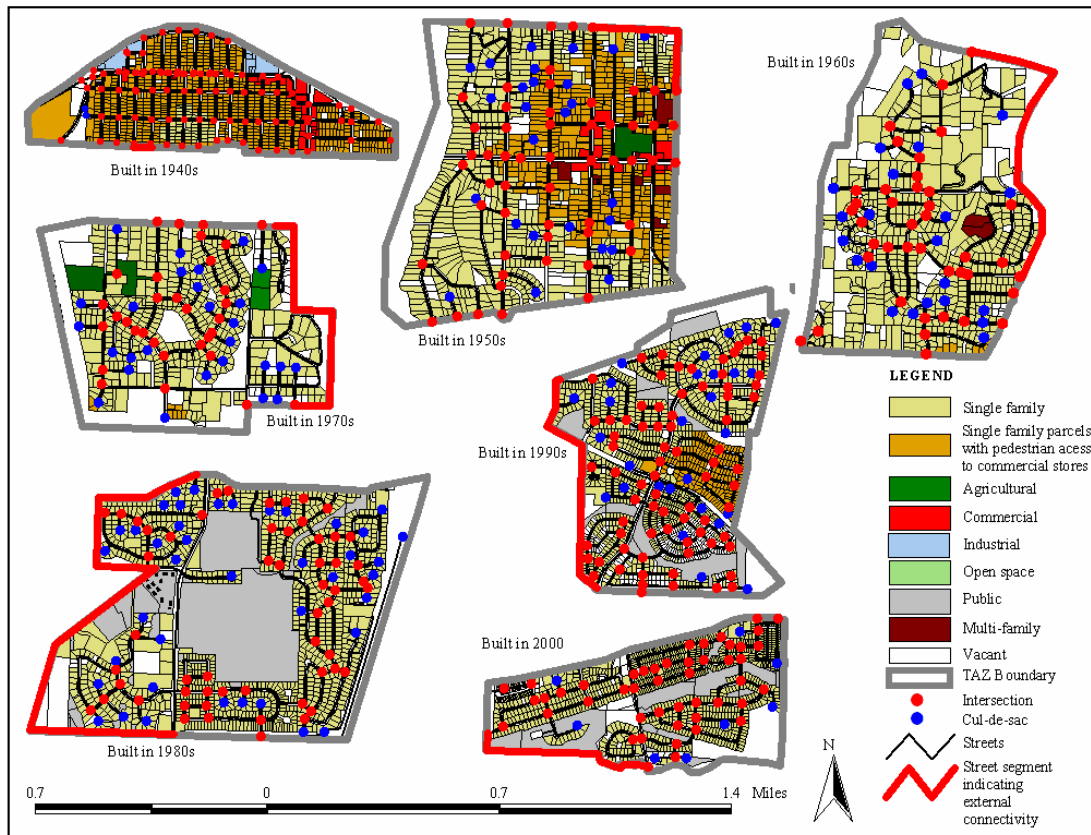 Built in 1940s
Built in 1950s
Built in 1960s
Built in 1970s
Built in 1990s
Built in 1980s
Built in 2000
LEGEND
Single family
Single family parcels
with pedestrian acess
to commercial stores
Agricultural
Commercial
Industrial
Open space
Public
Multi-family
Vacant
TAZ Boundary
Intersection
Cul-de-sac
Streets
Street segment
indicating
external
connectivity
N
0.7 0 0.7 1.4 Miles